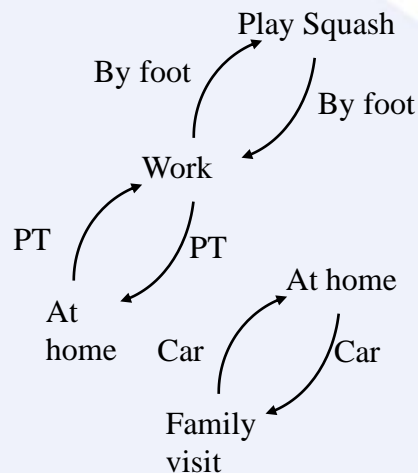 Play Squash
By foot
By foot
Work
PT
PT
At
home
At home
Car
Car
Family
visit